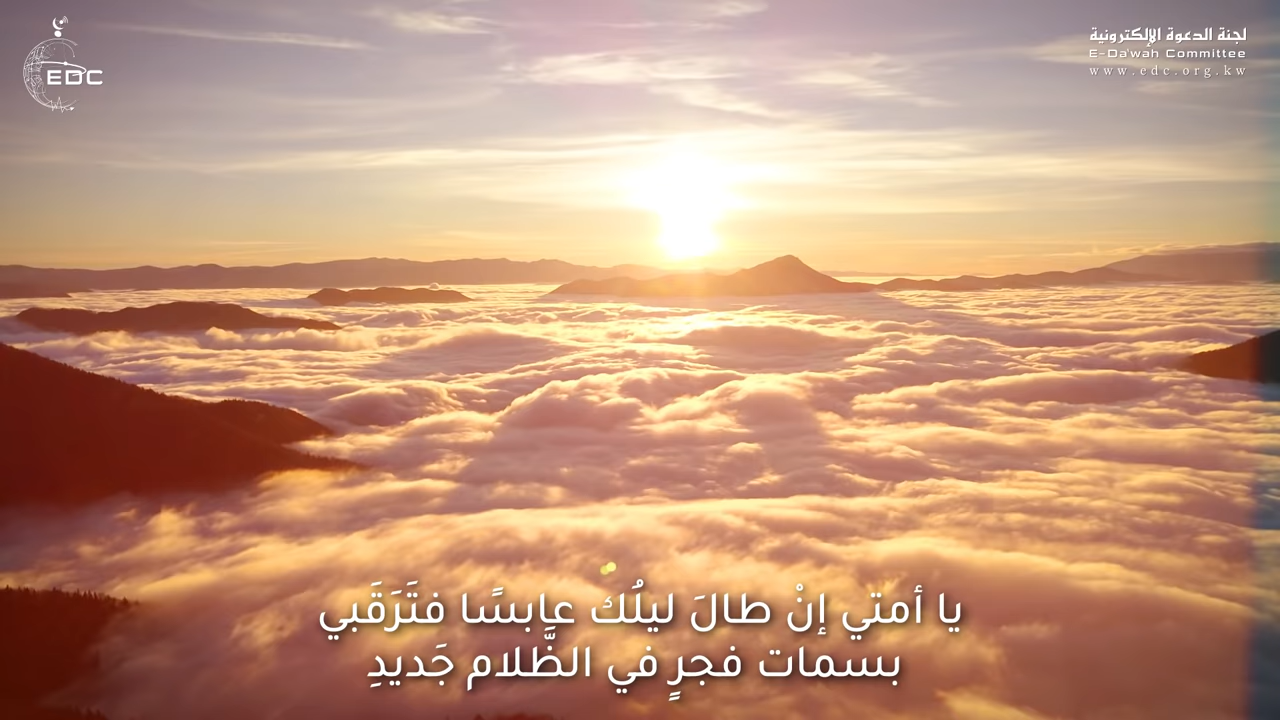 EDC
لجنة الدعوة الإلكترونية
E-Da'wah Committee
www.edc.org.kw
يا أمتي إنْ طالَ ليلُك عابسًا فتَرَقَبي
بسمات فجرٍ في الظَّلام جَديدِ